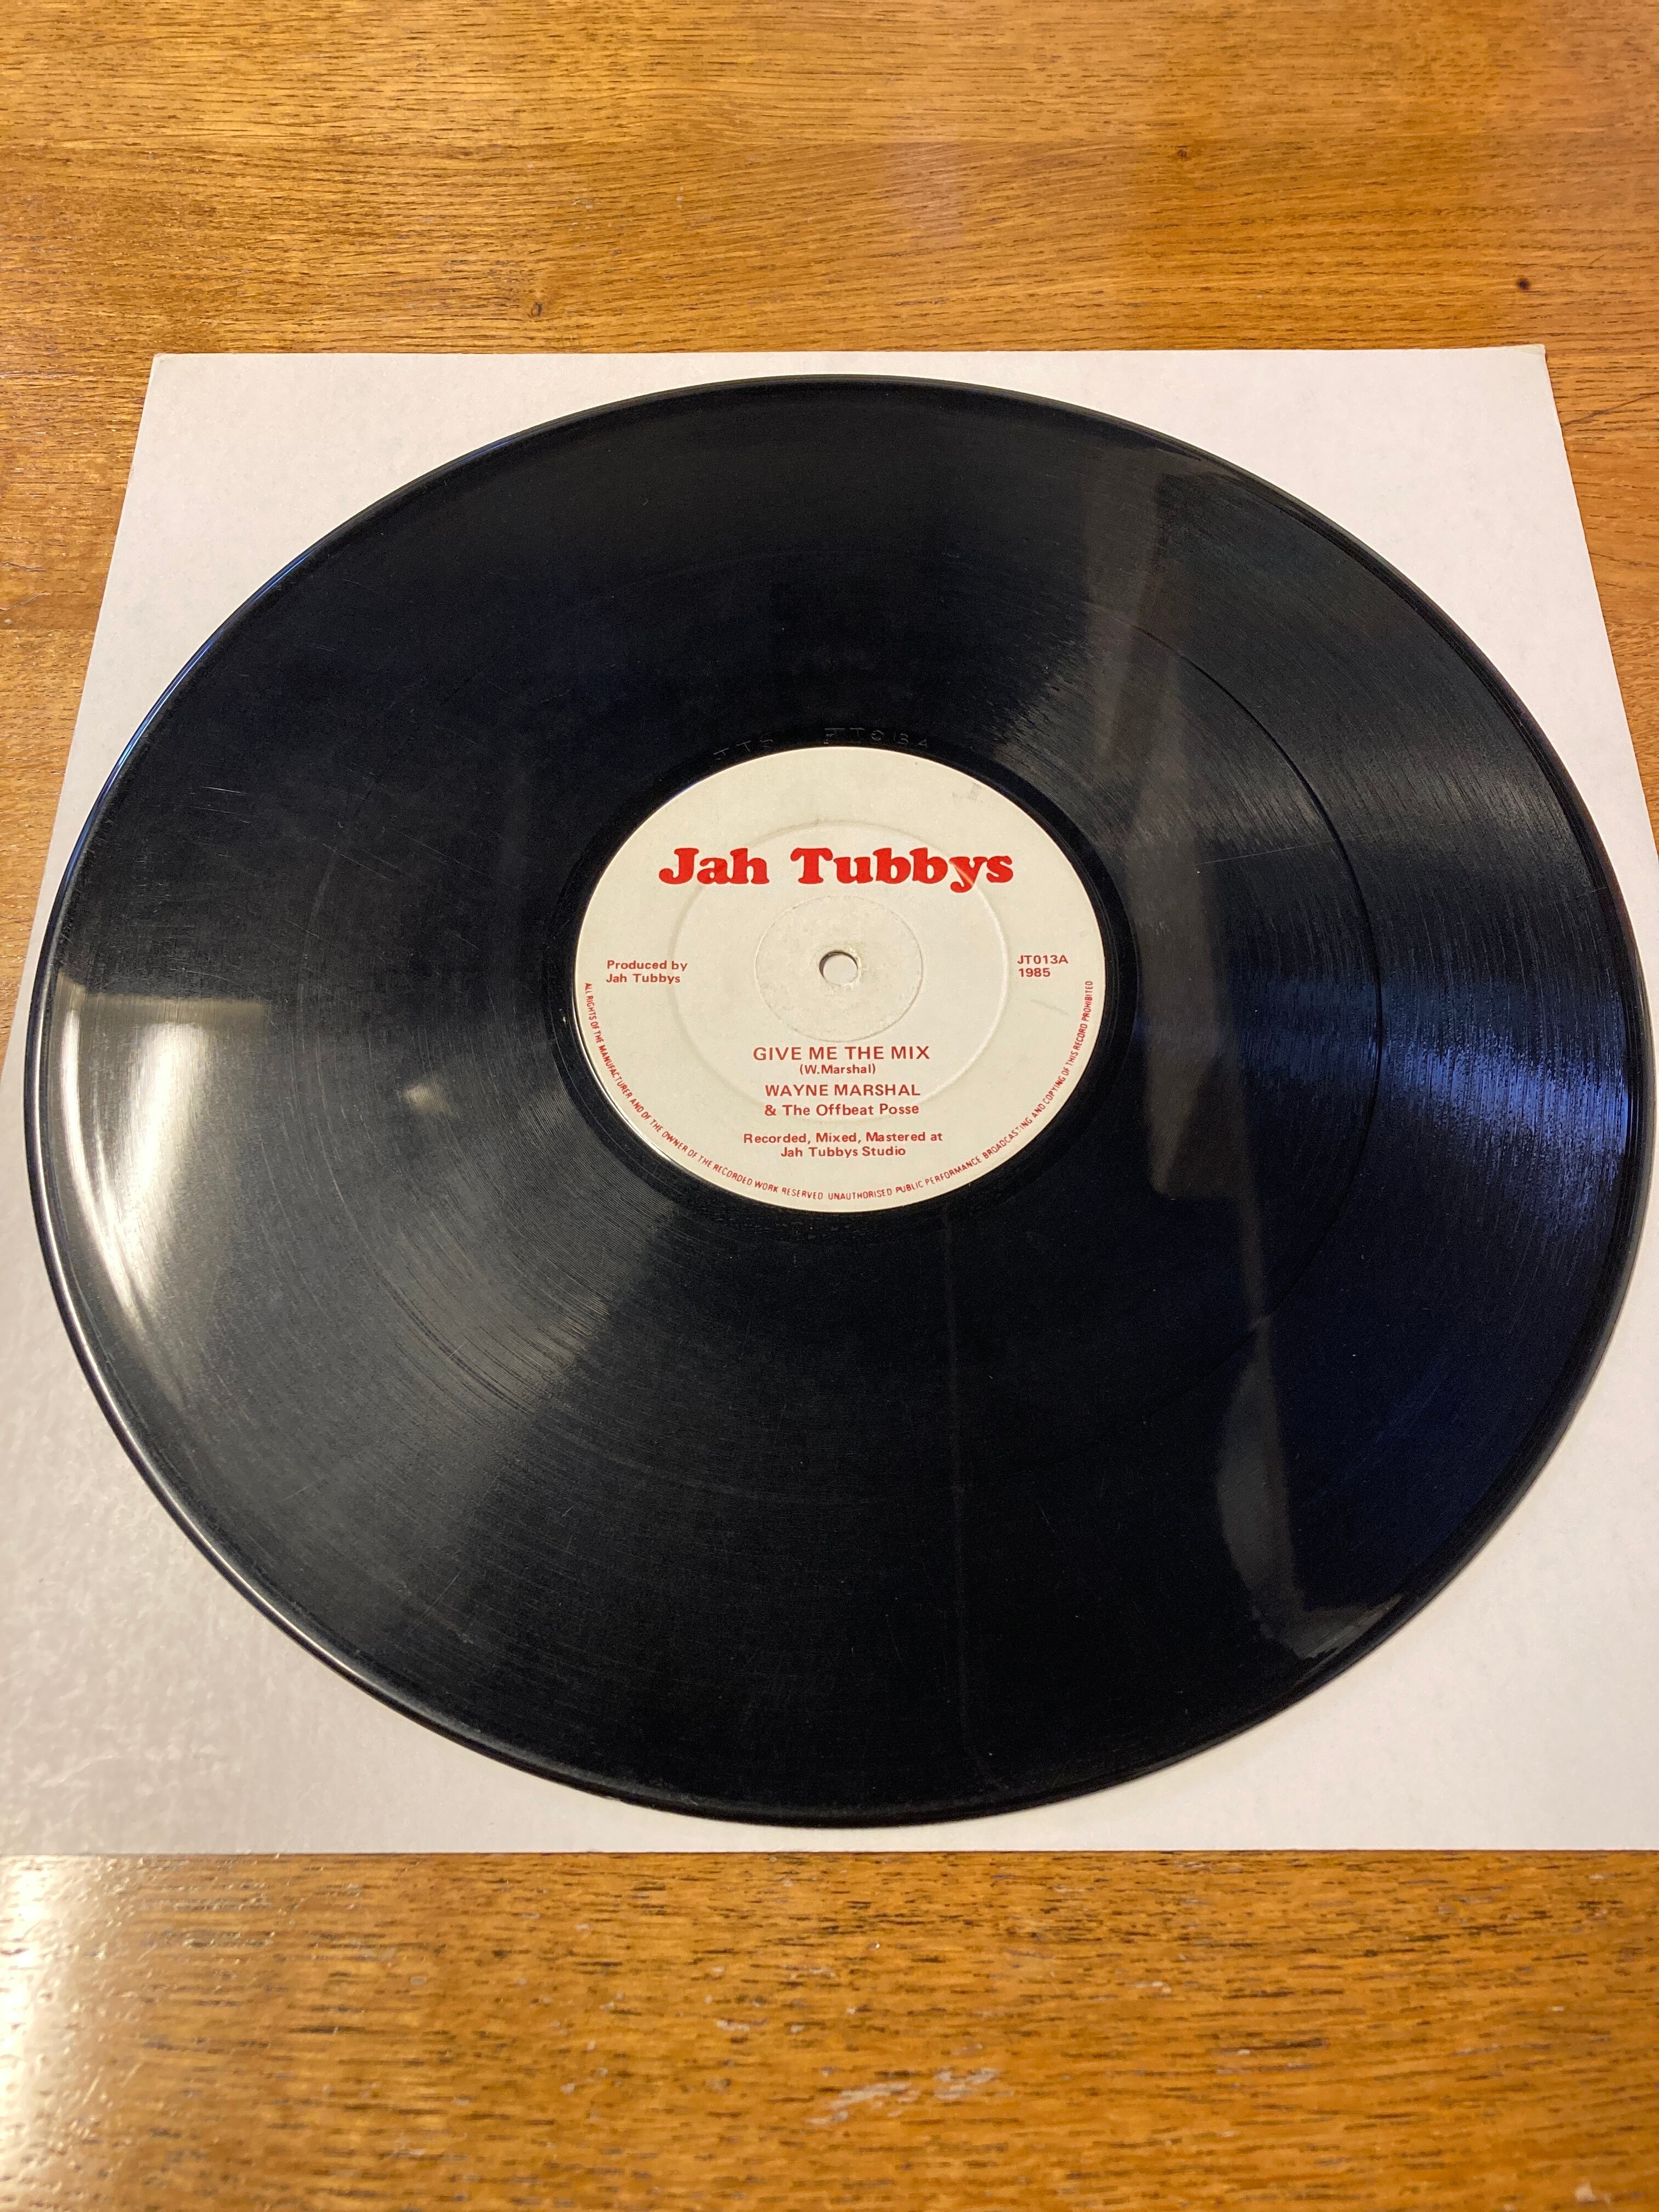 Jah Tubbys
Produced by
Jah Tubbys
JT013A
1985
GIVE ME THE MIX
(W.Marshal)
WAYNE MARSHAL
& The Offbeat Posse
Recorded, Mixed, Mastered at
Jah Tubbys Studio
ALL RIGHTS OF THE MANUFACTURER AND OF THE OWNER OF THE RECORDED WORK RESERVED UNAUTHORISED PUBLIC PERFORMANCE BROADCASTING AND COPYING OF THIS RECORD PROHIBITED